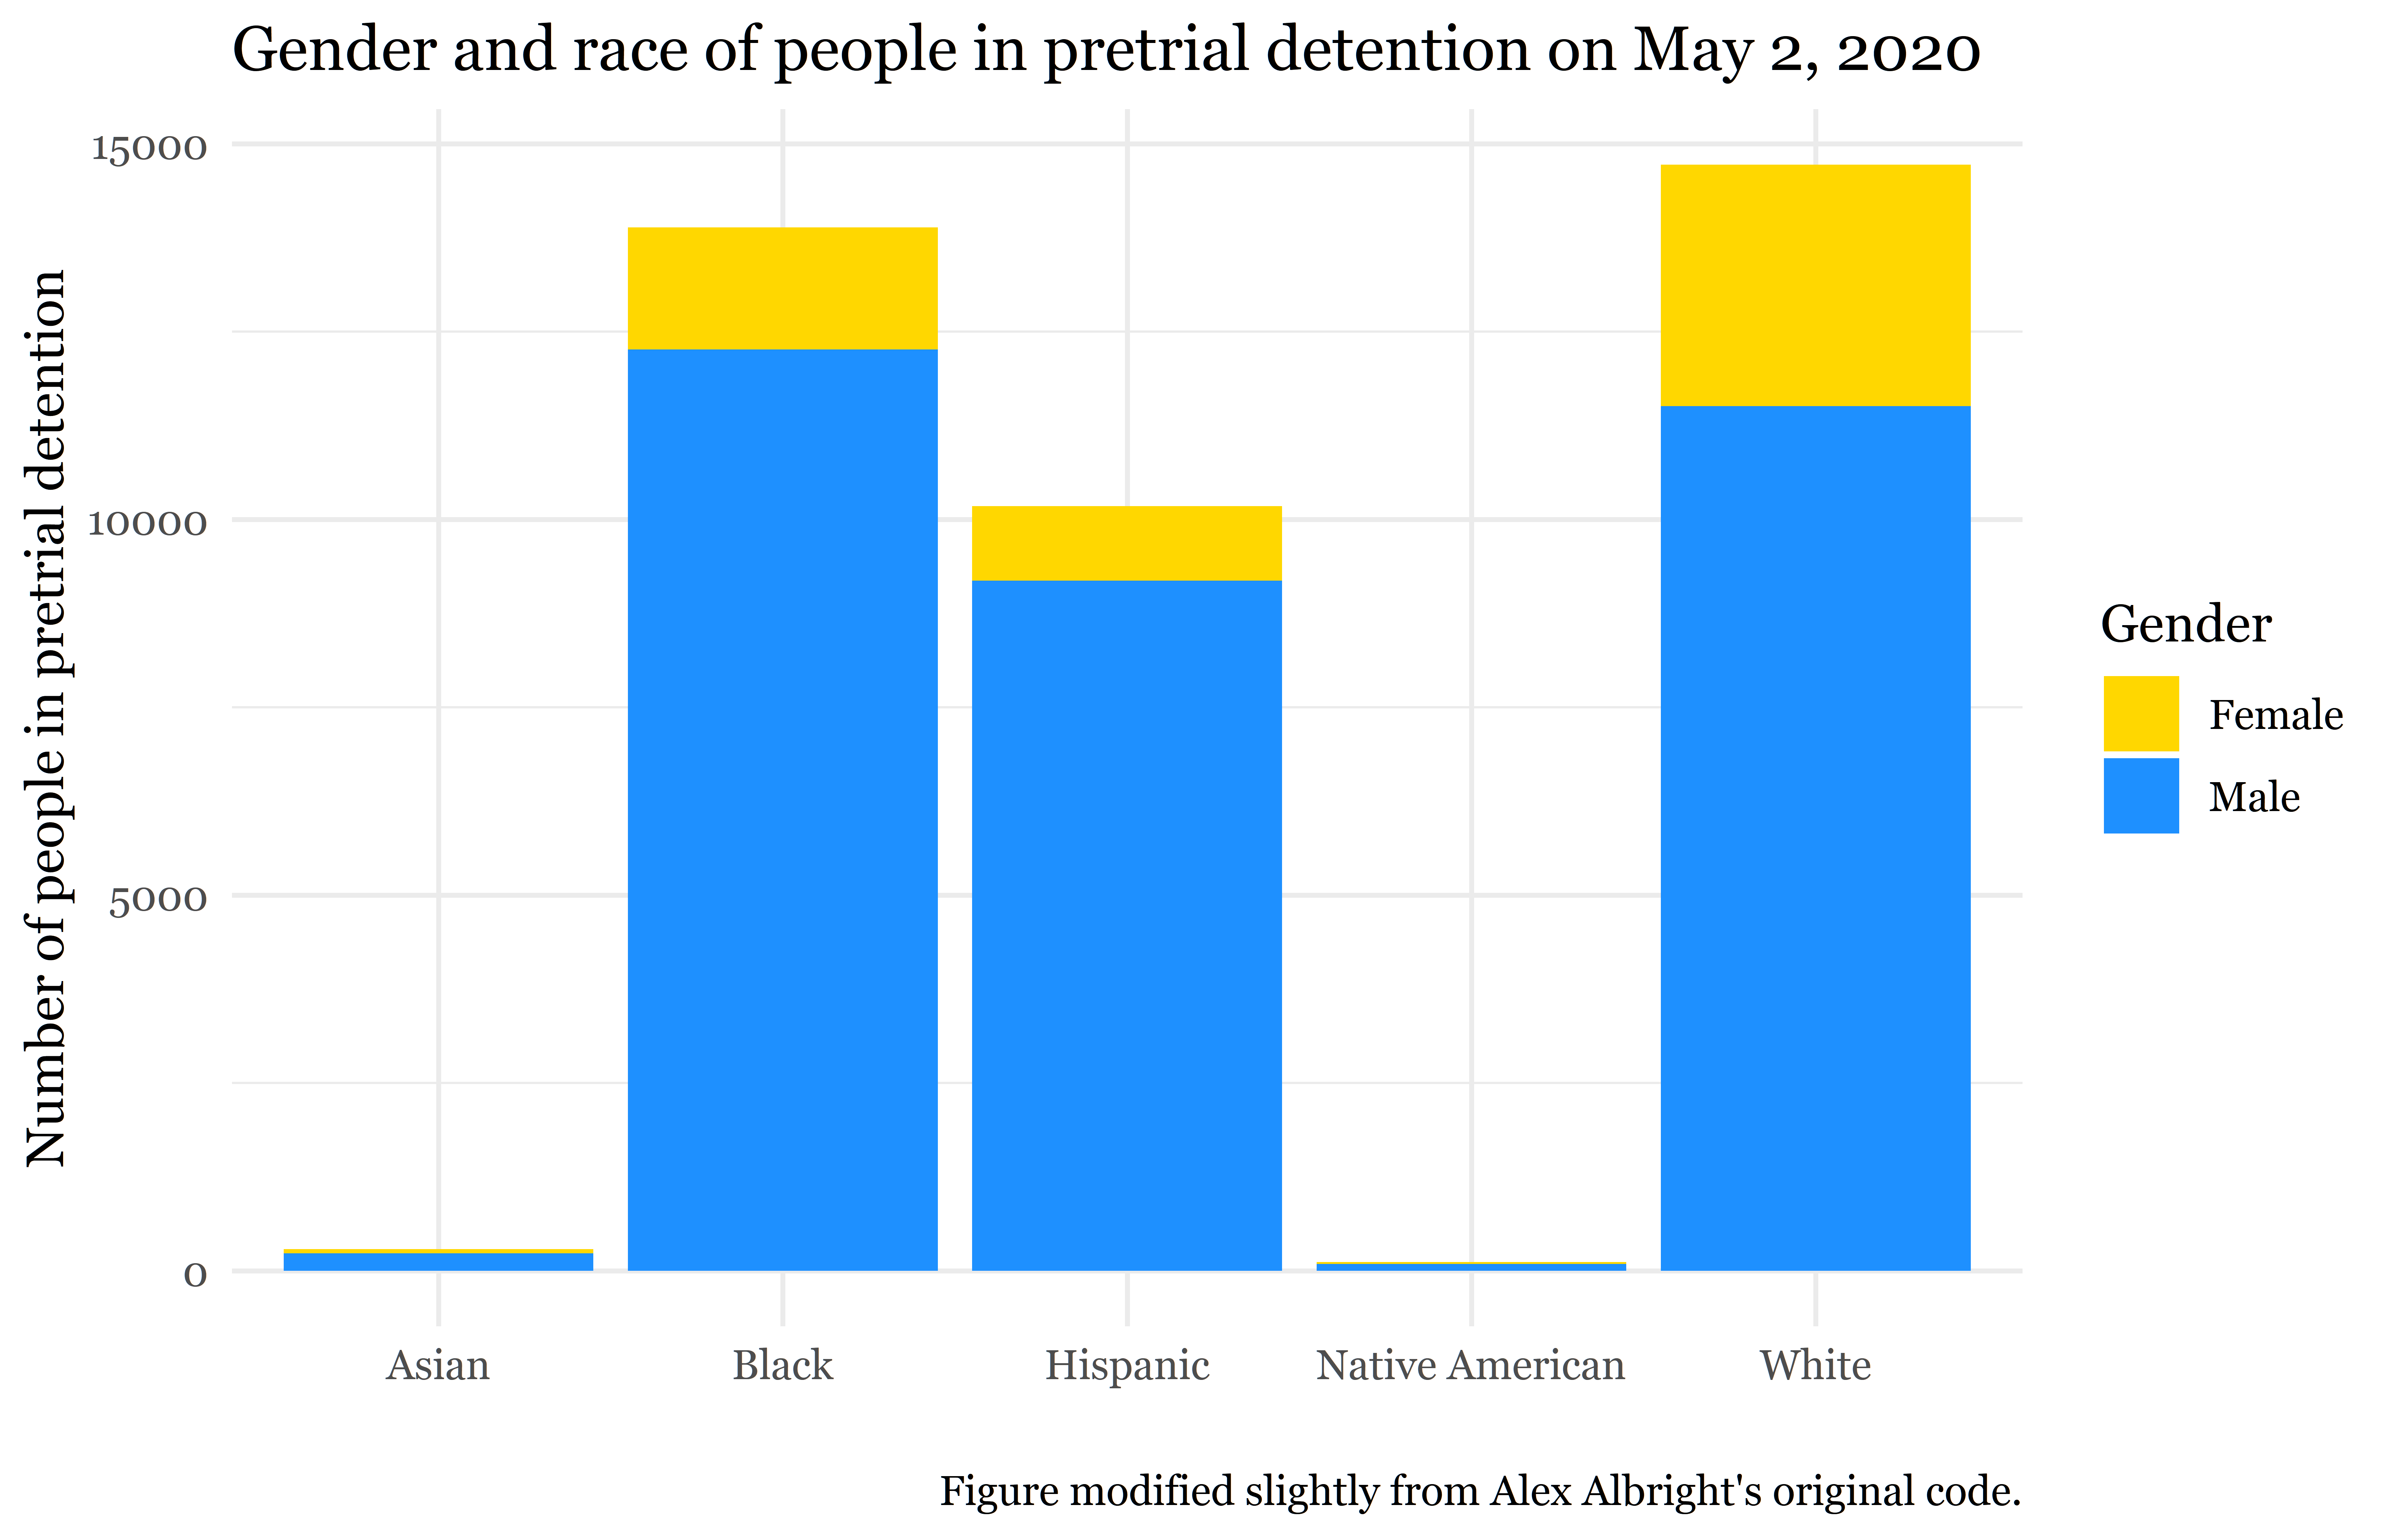 Gender and race of people in pretrial detention on May 2, 2020
Number of people in pretrial detention
15000
10000
5000
0
Asian
Black
Hispanic
Native American
White
Gender
Female
Male
Figure modified slightly from Alex Albright's original code.